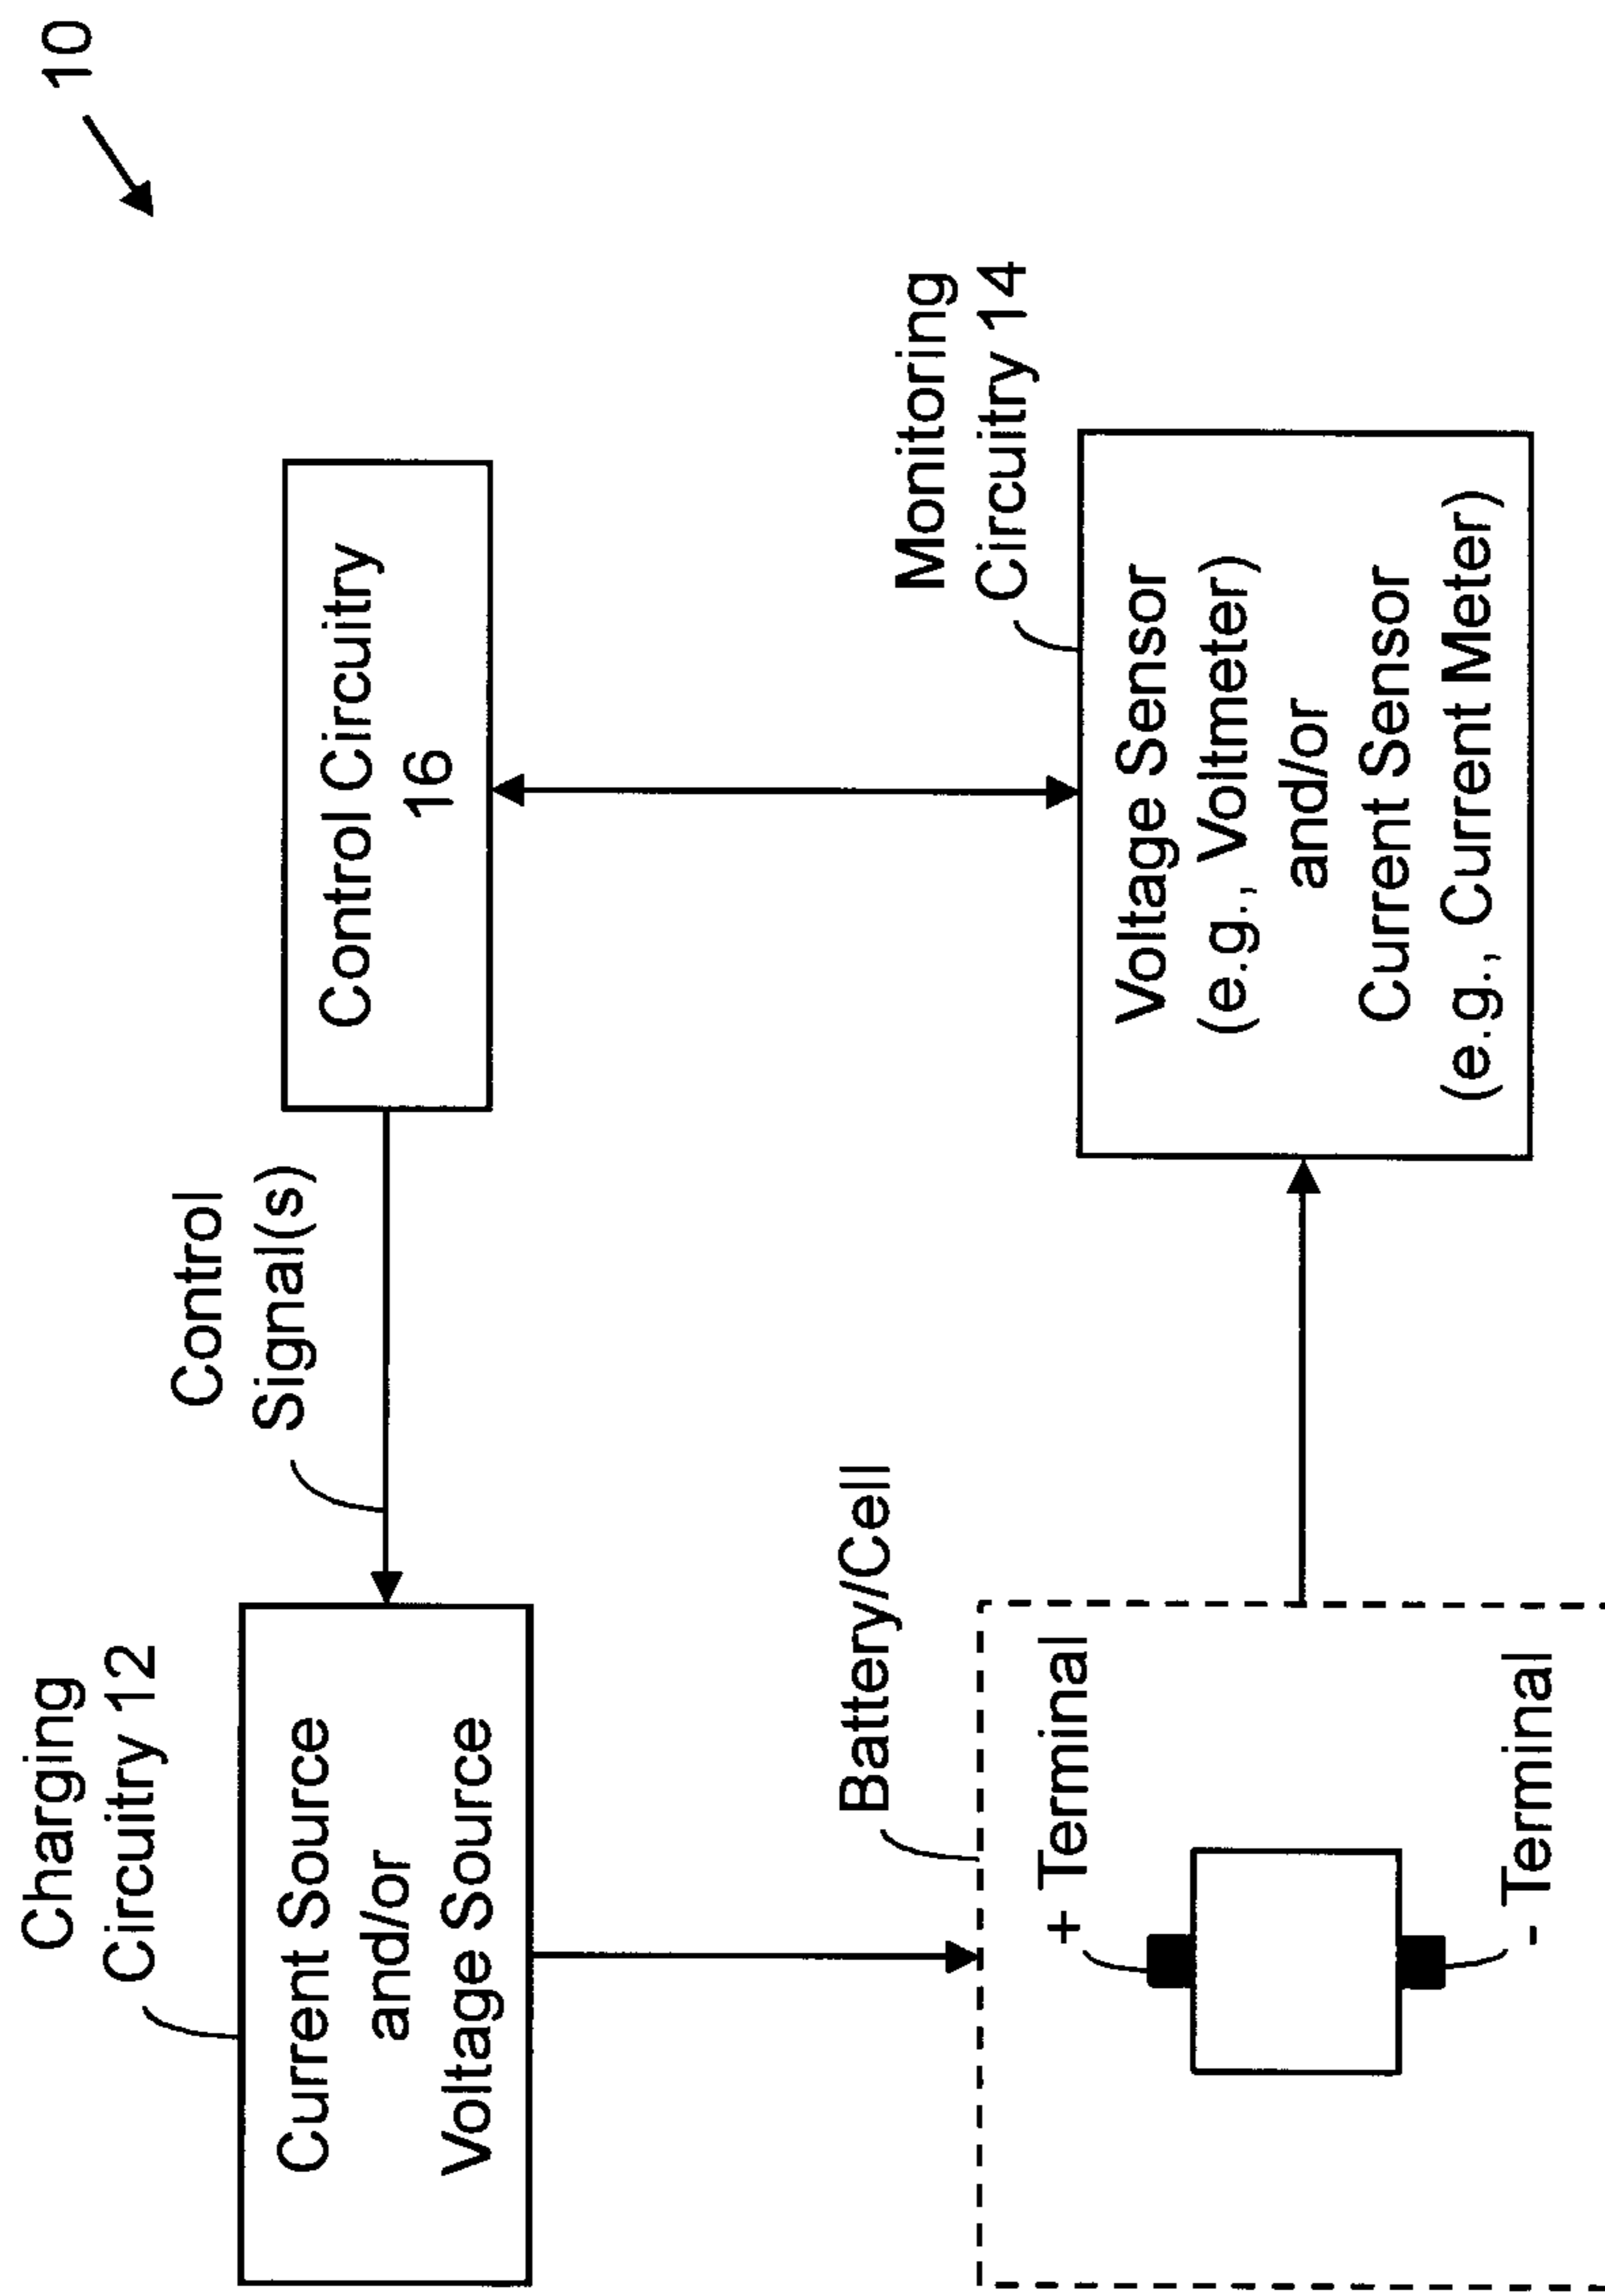 10
Charging
Circuitry 12
Current Source
and/or
Voltage Source
Control
Signal(s)
Control Circuitry
16
Battery/Cell
+ Terminal
- Terminal
Monitoring
Circuitry 14
Voltage Sensor
(e.g., Voltmeter)
and/or
Current Sensor
(e.g., Current Meter)